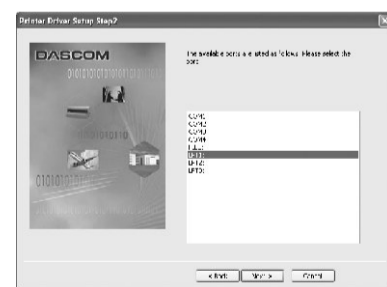 Printer Driver Setup Step2
DASCOM
The available ports are listed as follows. Please select the
port.
COM1:
COM2:
COM3:
COM4:
FILE:
LPT1:
LPT2:
LPT3:
< Back
Next >
Cancel